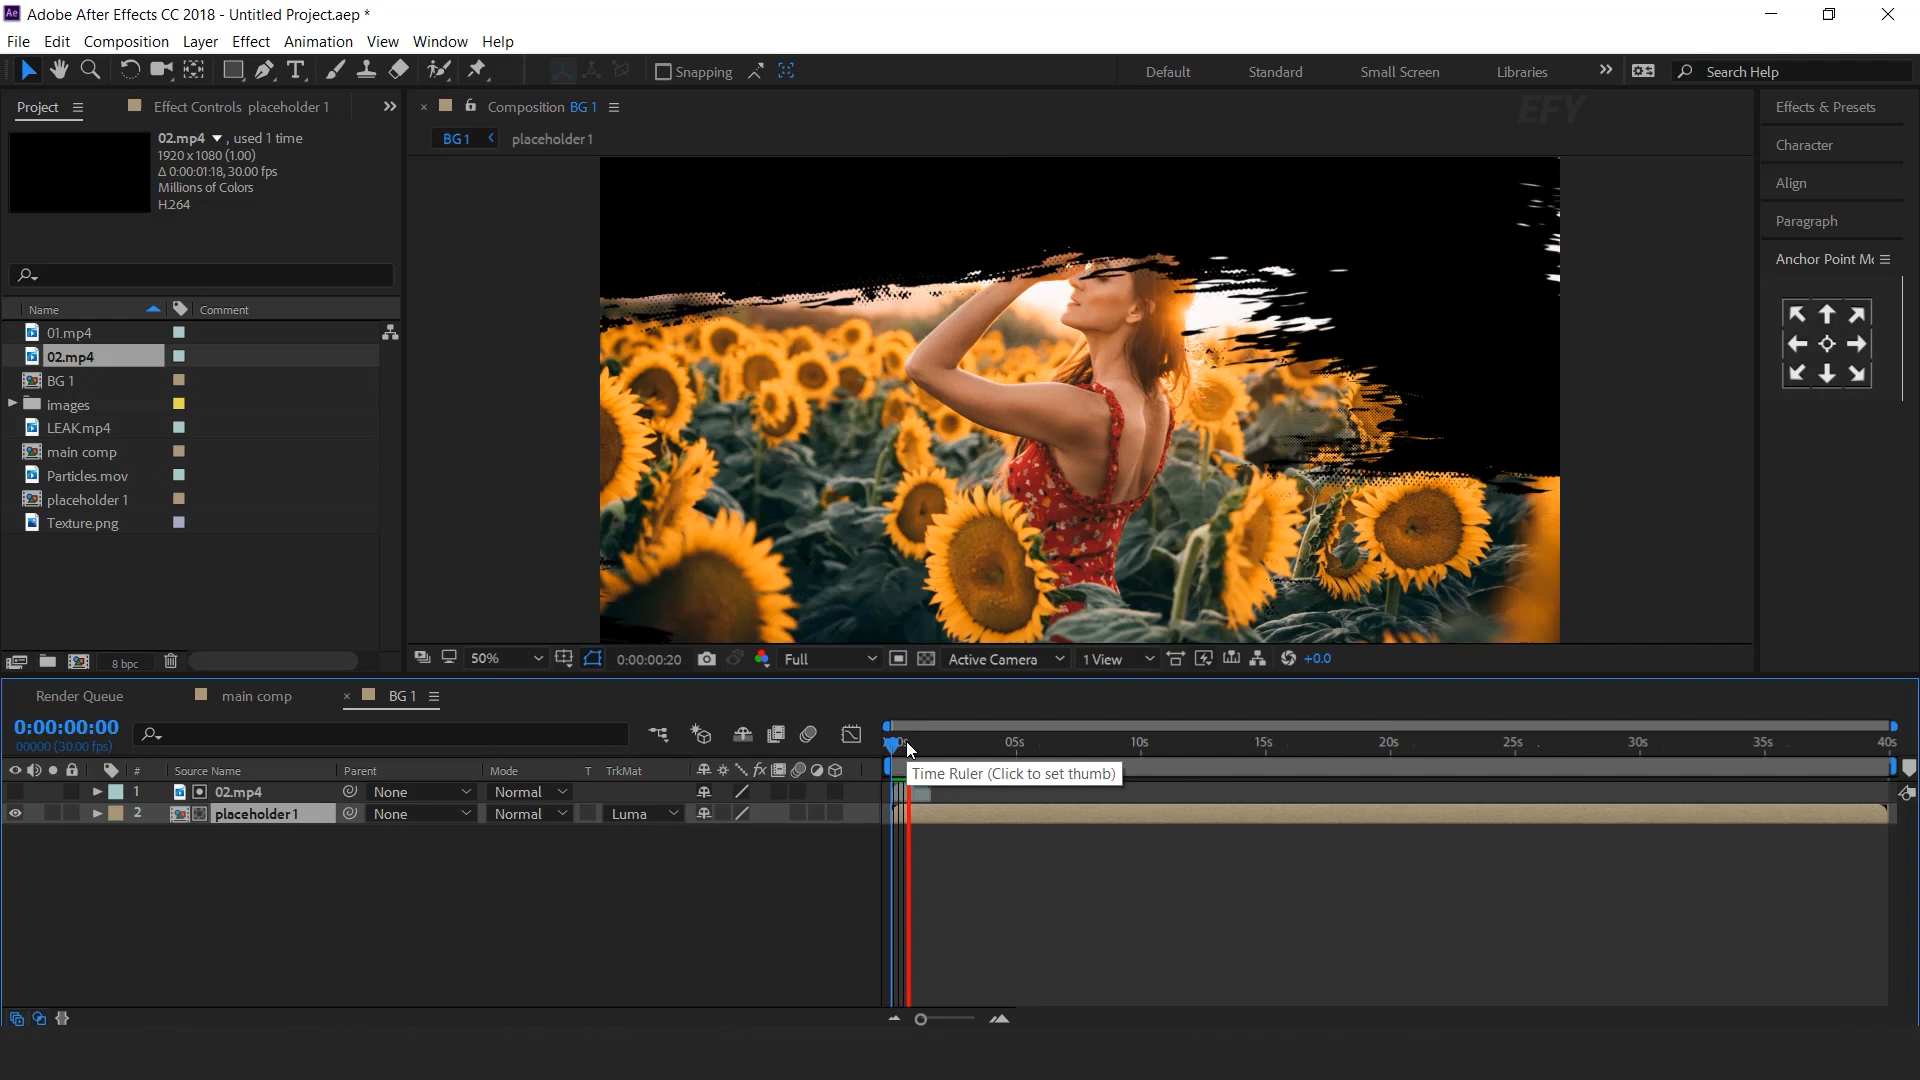 Adobe After Effects CC 2018 - Untitled Project.aep *
File Edit Composition Layer Effect Animation View Window Help
Snapping Default Standard Small Screen Libraries Search Help
Project Effect Controls placeholder 1 Composition BG 1 EFY Effects & Presets
02.mp4 , used 1 time
1920 x 1080 (1.00)
Δ 0:00:01:18, 30.00 fps
Millions of Colors
H.264
BG 1 placeholder 1
Character
Align
Paragraph
Anchor Point Mo
Name Comment
01.mp4
02.mp4
BG 1
images
LEAK.mp4
main comp
Particles.mov
placeholder 1
Texture.png
8 bpc
50% 0:00:00:20 Full Active Camera 1 View +0.0
Render Queue main comp BG 1
0:00:00:00
00000 (30.00 fps)
05s 10s 15s 20s 25s 30s 35s 40s
# Source Name Parent Mode T TrkMat fx
Time Ruler (Click to set thumb)
1 02.mp4 None Normal
2 placeholder 1 None Normal Luma